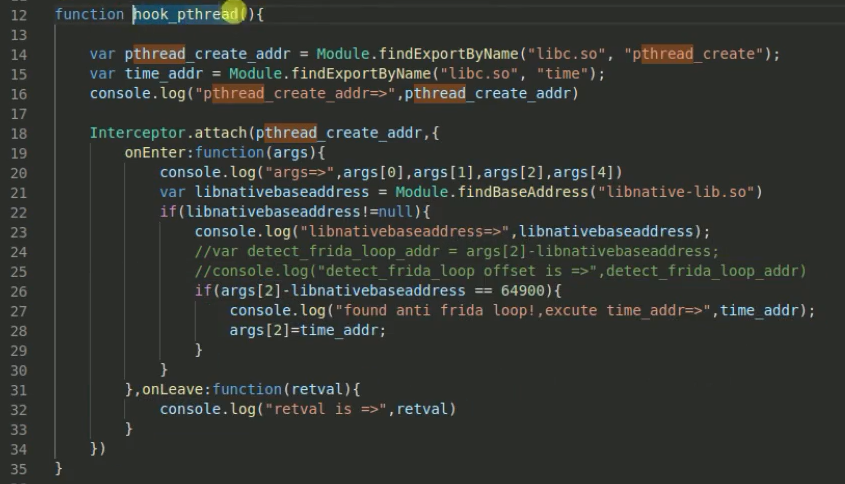 12 function hook_pthread(){
13
14 var pthread_create_addr = Module.findExportByName("libc.so", "pthread_create");
15 var time_addr = Module.findExportByName("libc.so", "time");
16 console.log("pthread_create_addr=>",pthread_create_addr)
17
18 Interceptor.attach(pthread_create_addr,{
19 onEnter:function(args){
20 console.log("args=>",args[0],args[1],args[2],args[4])
21 var libnativebaseaddress = Module.findBaseAddress("libnative-lib.so")
22 if(libnativebaseaddress!=null){
23 console.log("libnativebaseaddress=>",libnativebaseaddress);
24 //var detect_frida_loop_addr = args[2]-libnativebaseaddress;
25 //console.log("detect_frida_loop offset is =>",detect_frida_loop_addr)
26 if(args[2]-libnativebaseaddress == 64900){
27 console.log("found anti frida loop!,excute time_addr=>",time_addr);
28 args[2]=time_addr;
29 }
30 }
31 },onLeave:function(retval){
32 console.log("retval is =>",retval)
33 }
34 })
35 }